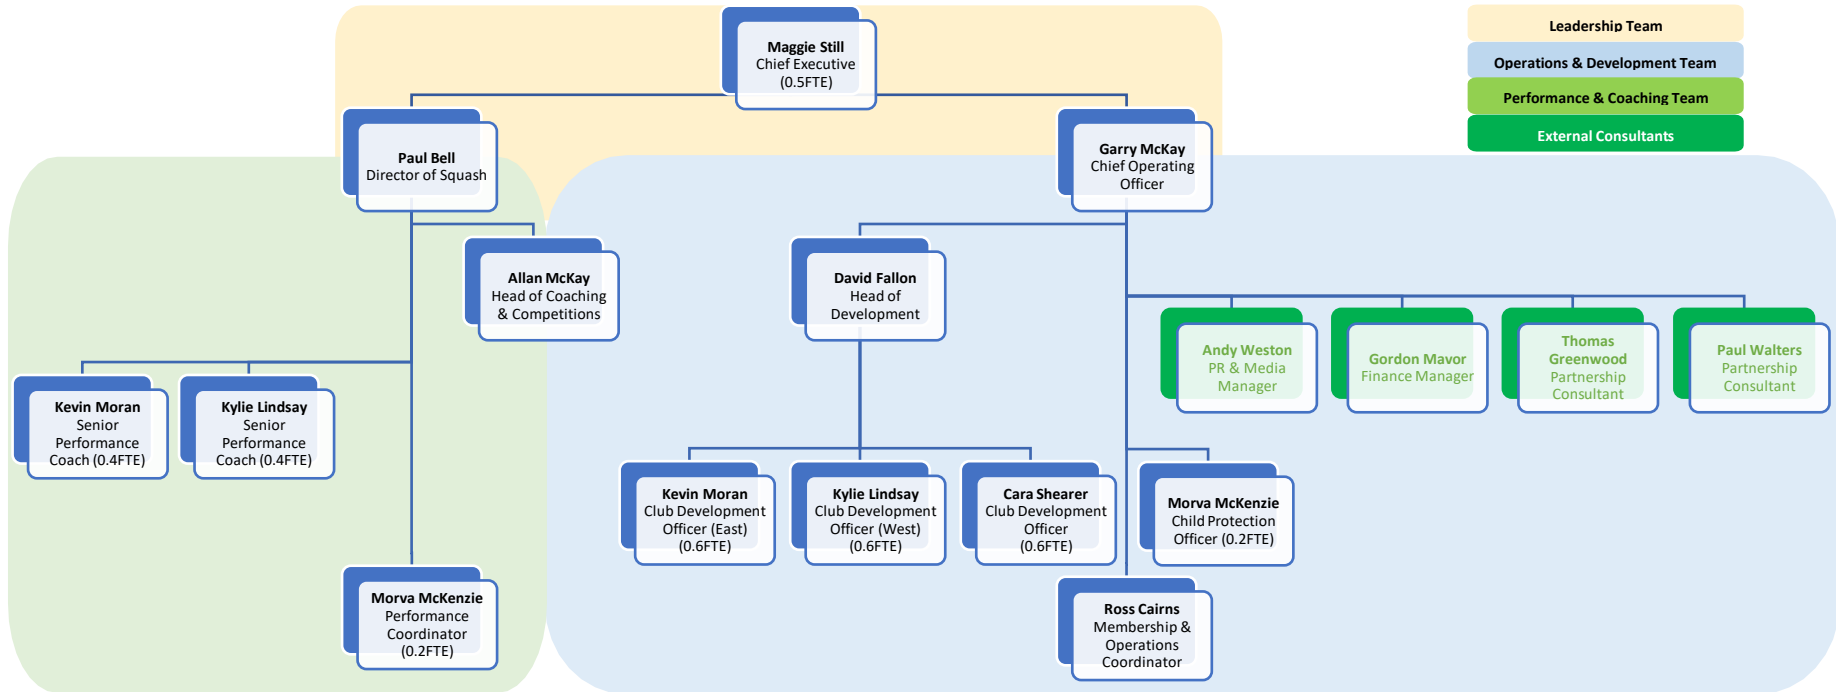 Maggie Still
Chief Executive
(0.5FTE)
Leadership Team
Operations & Development Team
Performance & Coaching Team
External Consultants
Paul Bell
Director of Squash
Garry McKay
Chief Operating
Officer
Allan McKay
Head of Coaching
& Competitions
David Fallon
Head of
Development
Andy Weston
PR & Media
Manager
Gordon Mavor
Finance Manager
Thomas
Greenwood
Partnership
Consultant
Paul Walters
Partnership
Consultant
Kevin Moran
Senior
Performance
Coach (0.4FTE)
Kylie Lindsay
Senior
Performance
Coach (0.4FTE)
Kevin Moran
Club Development
Officer (East)
(0.6FTE)
Kylie Lindsay
Club Development
Officer (West)
(0.6FTE)
Cara Shearer
Club Development
Officer
(0.6FTE)
Morva McKenzie
Child Protection
Officer (0.2FTE)
Morva McKenzie
Performance
Coordinator
(0.2FTE)
Ross Cairns
Membership &
Operations
Coordinator